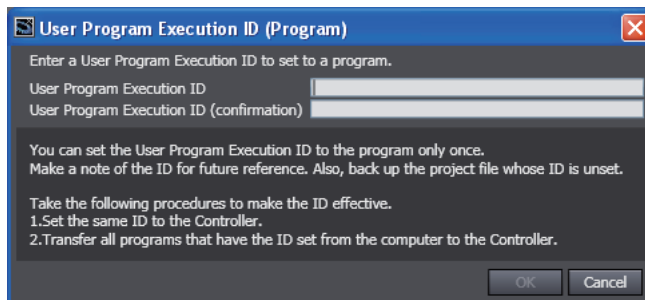 User Program Execution ID (Program)
Enter a User Program Execution ID to set to a program.
User Program Execution ID
User Program Execution ID (confirmation)
You can set the User Program Execution ID to the program only once.
Make a note of the ID for future reference. Also, back up the project file whose ID is unset.
Take the following procedures to make the ID effective.
1.Set the same ID to the Controller.
2.Transfer all programs that have the ID set from the computer to the Controller.
OK Cancel